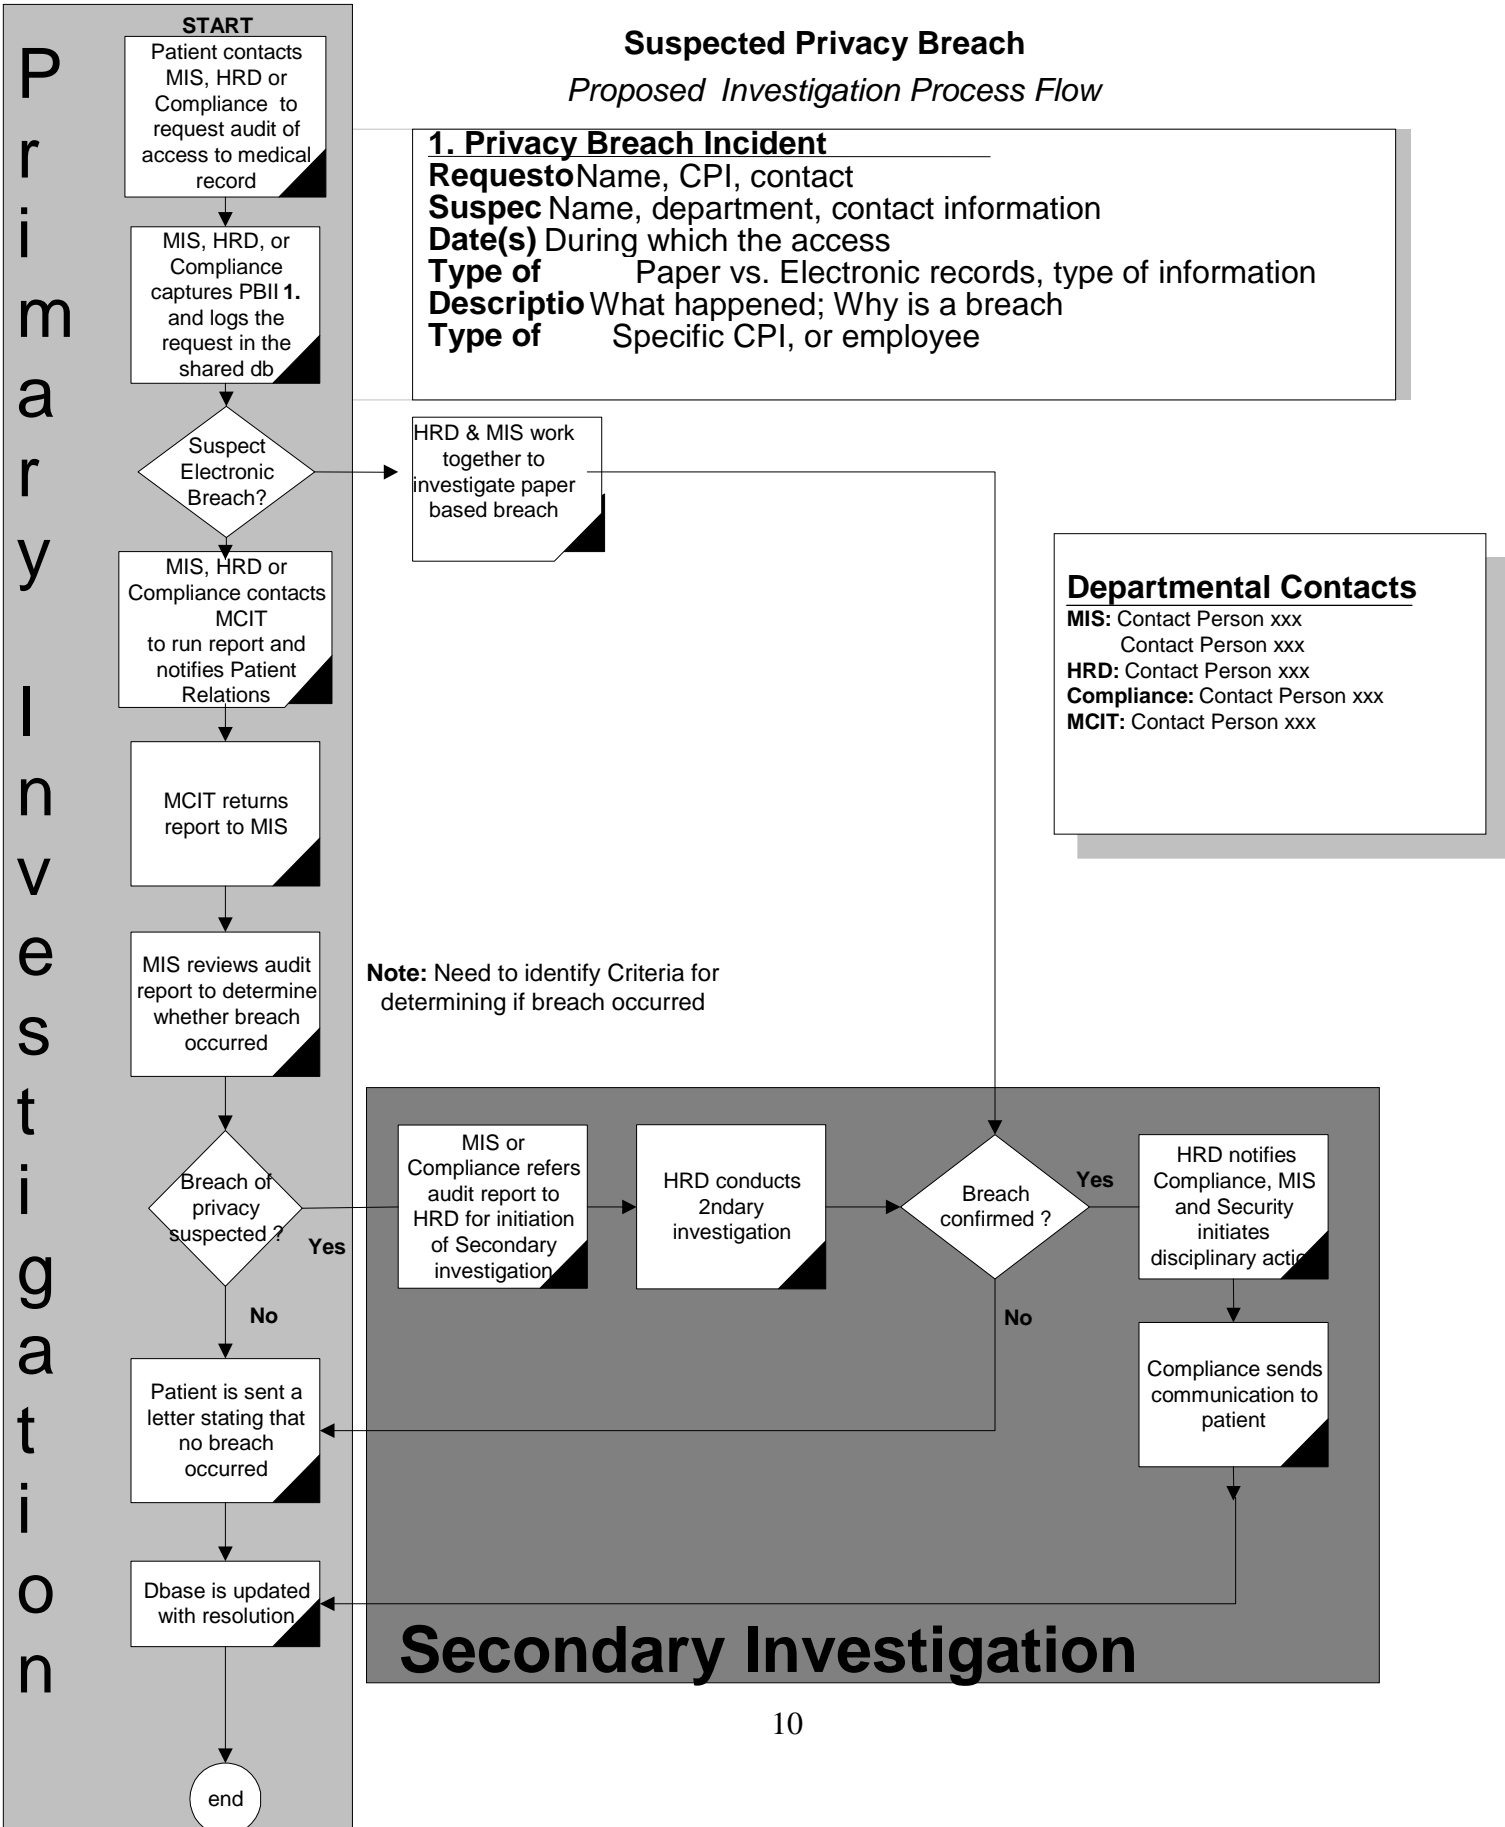 Primary Investigation
START
Patient contacts
MIS, HRD or
Compliance to
request audit of
access to medical
record
Suspected Privacy Breach
Proposed Investigation Process Flow
1. Privacy Breach Incident
Requesto Name, CPI, contact
Suspec Name, department, contact information
Date(s) During which the access
Type of Paper vs. Electronic records, type of information
Descriptio What happened; Why is a breach
Type of Specific CPI, or employee
MIS, HRD, or
Compliance
captures PBII 1.
and logs the
request in the
shared db
Suspect
Electronic
Breach?
HRD & MIS work
together to
investigate paper
based breach
MIS, HRD or
Compliance contacts
MCIT
to run report and
notifies Patient
Relations
Departmental Contacts
MIS: Contact Person xxx
Contact Person xxx
HRD: Contact Person xxx
Compliance: Contact Person xxx
MCIT: Contact Person xxx
MCIT returns
report to MIS
MIS reviews audit
report to determine
whether breach
occurred
Note: Need to identify Criteria for
determining if breach occurred
Breach of
privacy
suspected ?
Yes
No
MIS or
Compliance refers
audit report to
HRD for initiation
of Secondary
investigation
HRD conducts
2ndary
investigation
Breach
confirmed ?
Yes
No
HRD notifies
Compliance, MIS
and Security
initiates
disciplinary actio
Compliance sends
communication to
patient
Patient is sent a
letter stating that
no breach
occurred
Dbase is updated
with resolution
Secondary Investigation
end
10